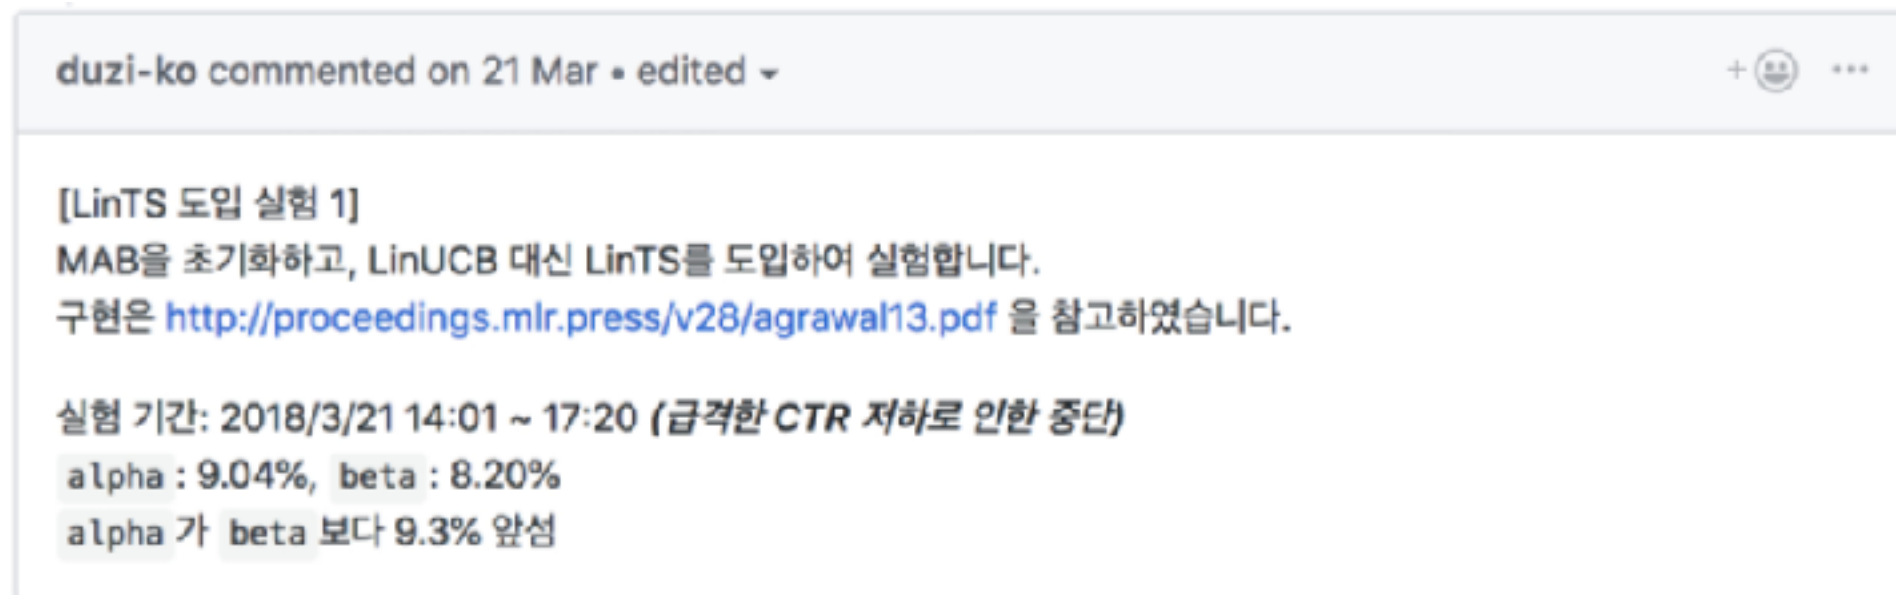 duzi-ko commented on 21 Mar • edited
[LinTS 도입 실험 1]
MAB을 초기화하고, LinUCB 대신 LinTS를 도입하여 실험합니다.
구현은 http://proceedings.mlr.press/v28/agrawal13.pdf 을 참고하였습니다.
실험 기간: 2018/3/21 14:01 ~ 17:20 (급격한 CTR 저하로 인한 중단)
alpha : 9.04%, beta : 8.20%
alpha 가 beta 보다 9.3% 앞섬